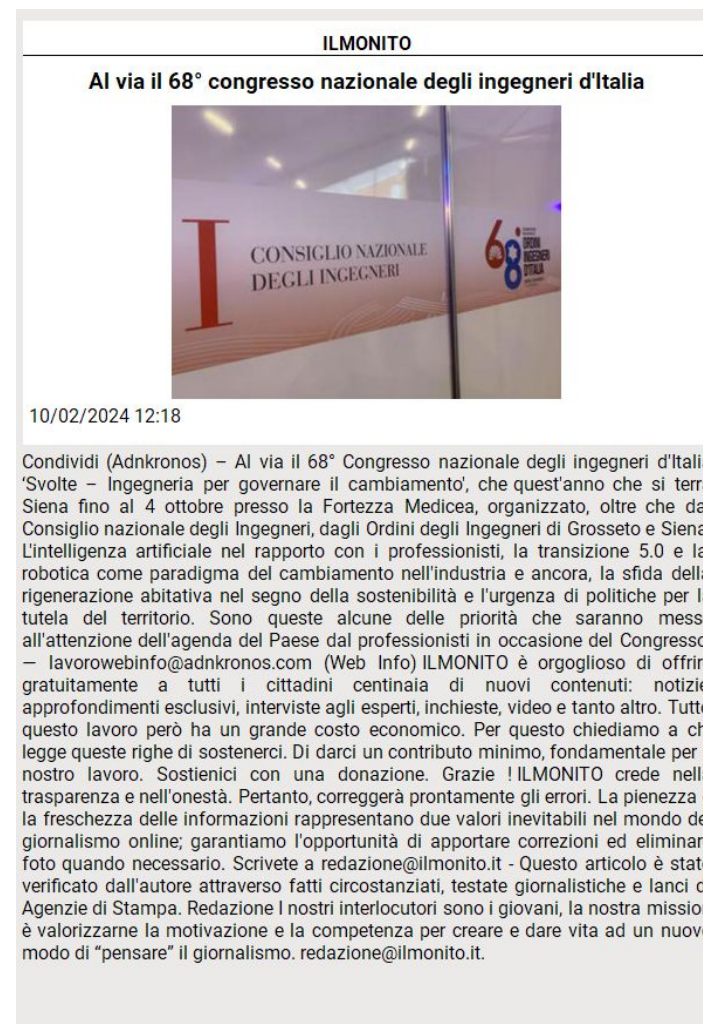 ILMONITO
Al via il 68° congresso nazionale degli ingegneri d'Italia
I
CONSIGLIO NAZIONALE
DEGLI INGEGNERI
68°
ORDINI
INGEGNERI
D'ITALIA
10/02/2024 12:18
Condividi (Adnkronos) – Al via il 68° Congresso nazionale degli ingegneri d'Itali
‘Svolte – Ingegneria per governare il cambiamento', che quest'anno che si terr
Siena fino al 4 ottobre presso la Fortezza Medicea, organizzato, oltre che da
Consiglio nazionale degli Ingegneri, dagli Ordini degli Ingegneri di Grosseto e Siena
L'intelligenza artificiale nel rapporto con i professionisti, la transizione 5.0 e la
robotica come paradigma del cambiamento nell'industria e ancora, la sfida della
rigenerazione abitativa nel segno della sostenibilità e l'urgenza di politiche per l
tutela del territorio. Sono queste alcune delle priorità che saranno mess
all'attenzione dell'agenda del Paese dal professionisti in occasione del Congresso
— lavorowebinfo@adnkronos.com (Web Info) ILMONITO è orgoglioso di offrir
gratuitamente a tutti i cittadini centinaia di nuovi contenuti: notizie
approfondimenti esclusivi, interviste agli esperti, inchieste, video e tanto altro. Tutt
questo lavoro però ha un grande costo economico. Per questo chiediamo a ch
legge queste righe di sostenerci. Di darci un contributo minimo, fondamentale per
nostro lavoro. Sostienici con una donazione. Grazie ! ILMONITO crede nell
trasparenza e nell'onestà. Pertanto, correggerà prontamente gli errori. La pienezza
la freschezza delle informazioni rappresentano due valori inevitabili nel mondo de
giornalismo online; garantiamo l'opportunità di apportare correzioni ed eliminar
foto quando necessario. Scrivete a redazione@ilmonito.it - Questo articolo è stat
verificato dall'autore attraverso fatti circostanziati, testate giornalistiche e lanci d
Agenzie di Stampa. Redazione I nostri interlocutori sono i giovani, la nostra missio
è valorizzarne la motivazione e la competenza per creare e dare vita ad un nuov
modo di “pensare” il giornalismo. redazione@ilmonito.it.